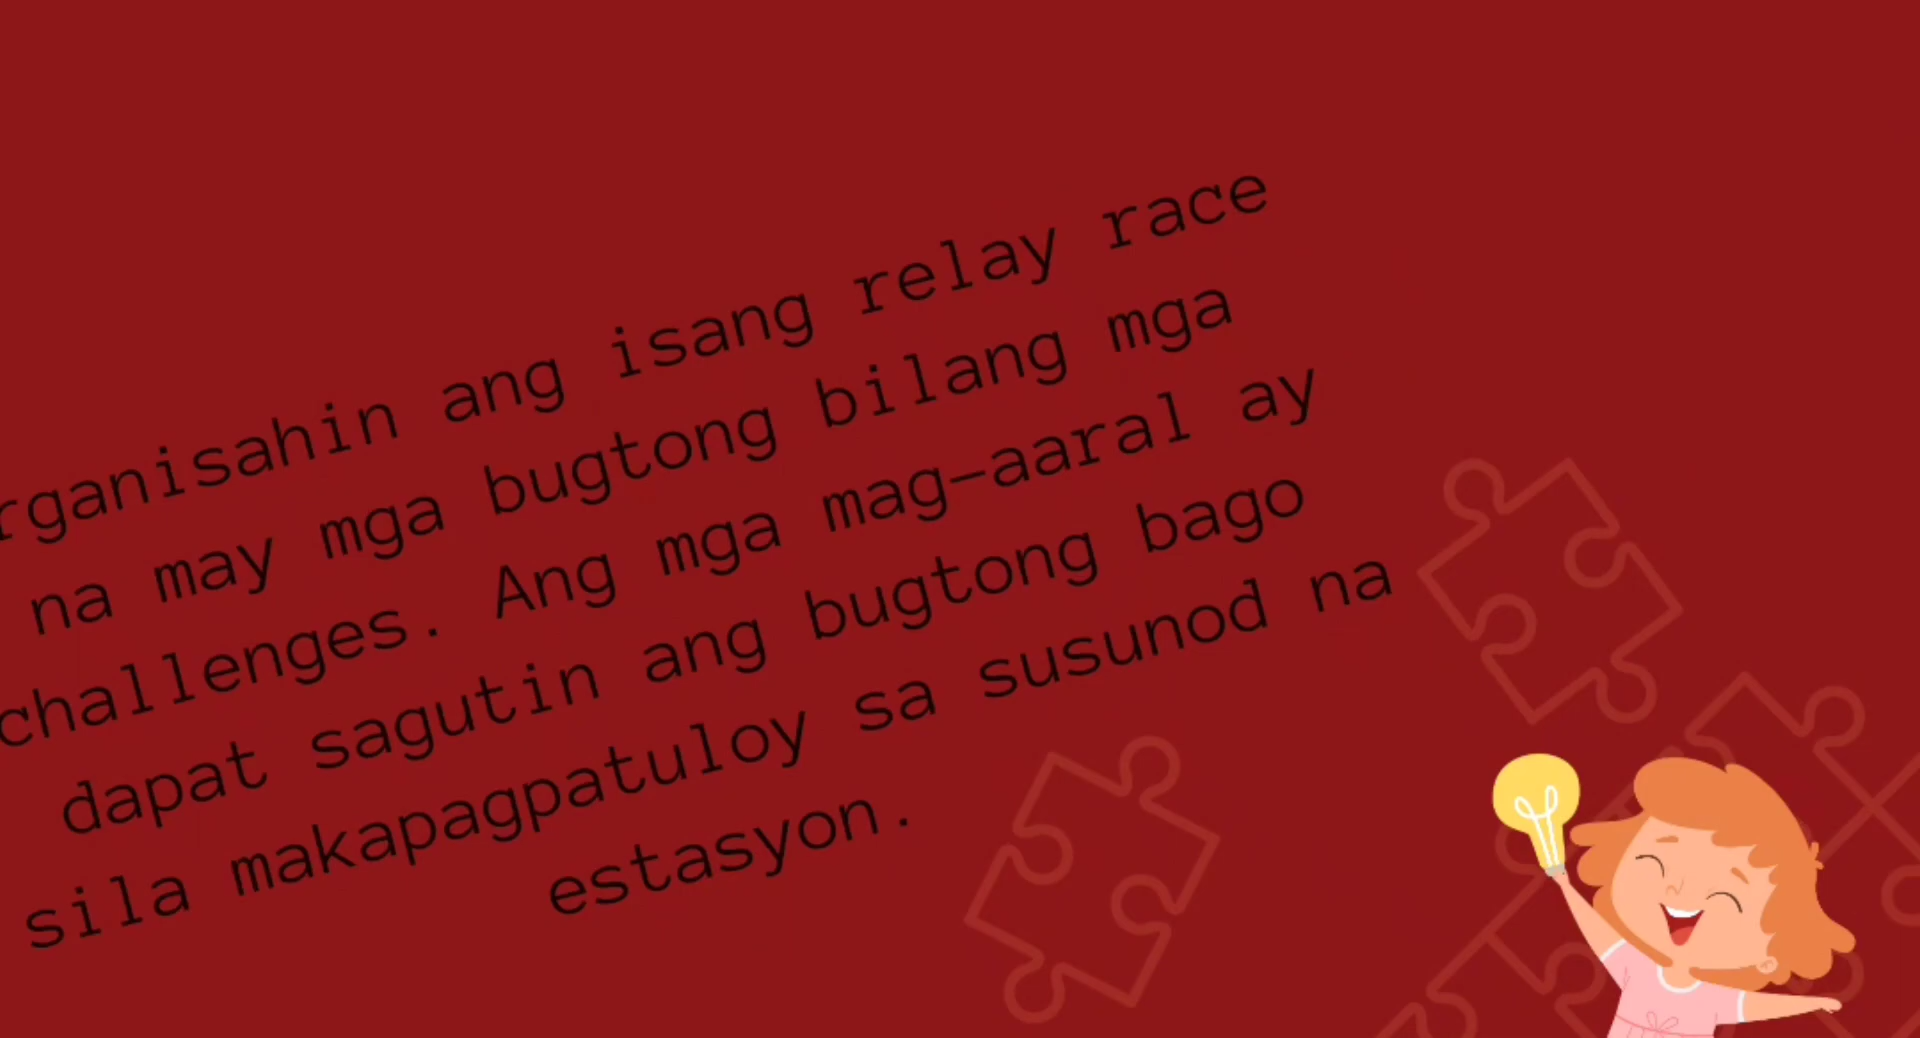 rganisahin ang isang relay race
na may mga bugtong bilang mga
challenges. Ang mga mag-aaral ay
dapat sagutin ang bugtong bago
sila makapagpatuloy sa susunod na
estasyon.